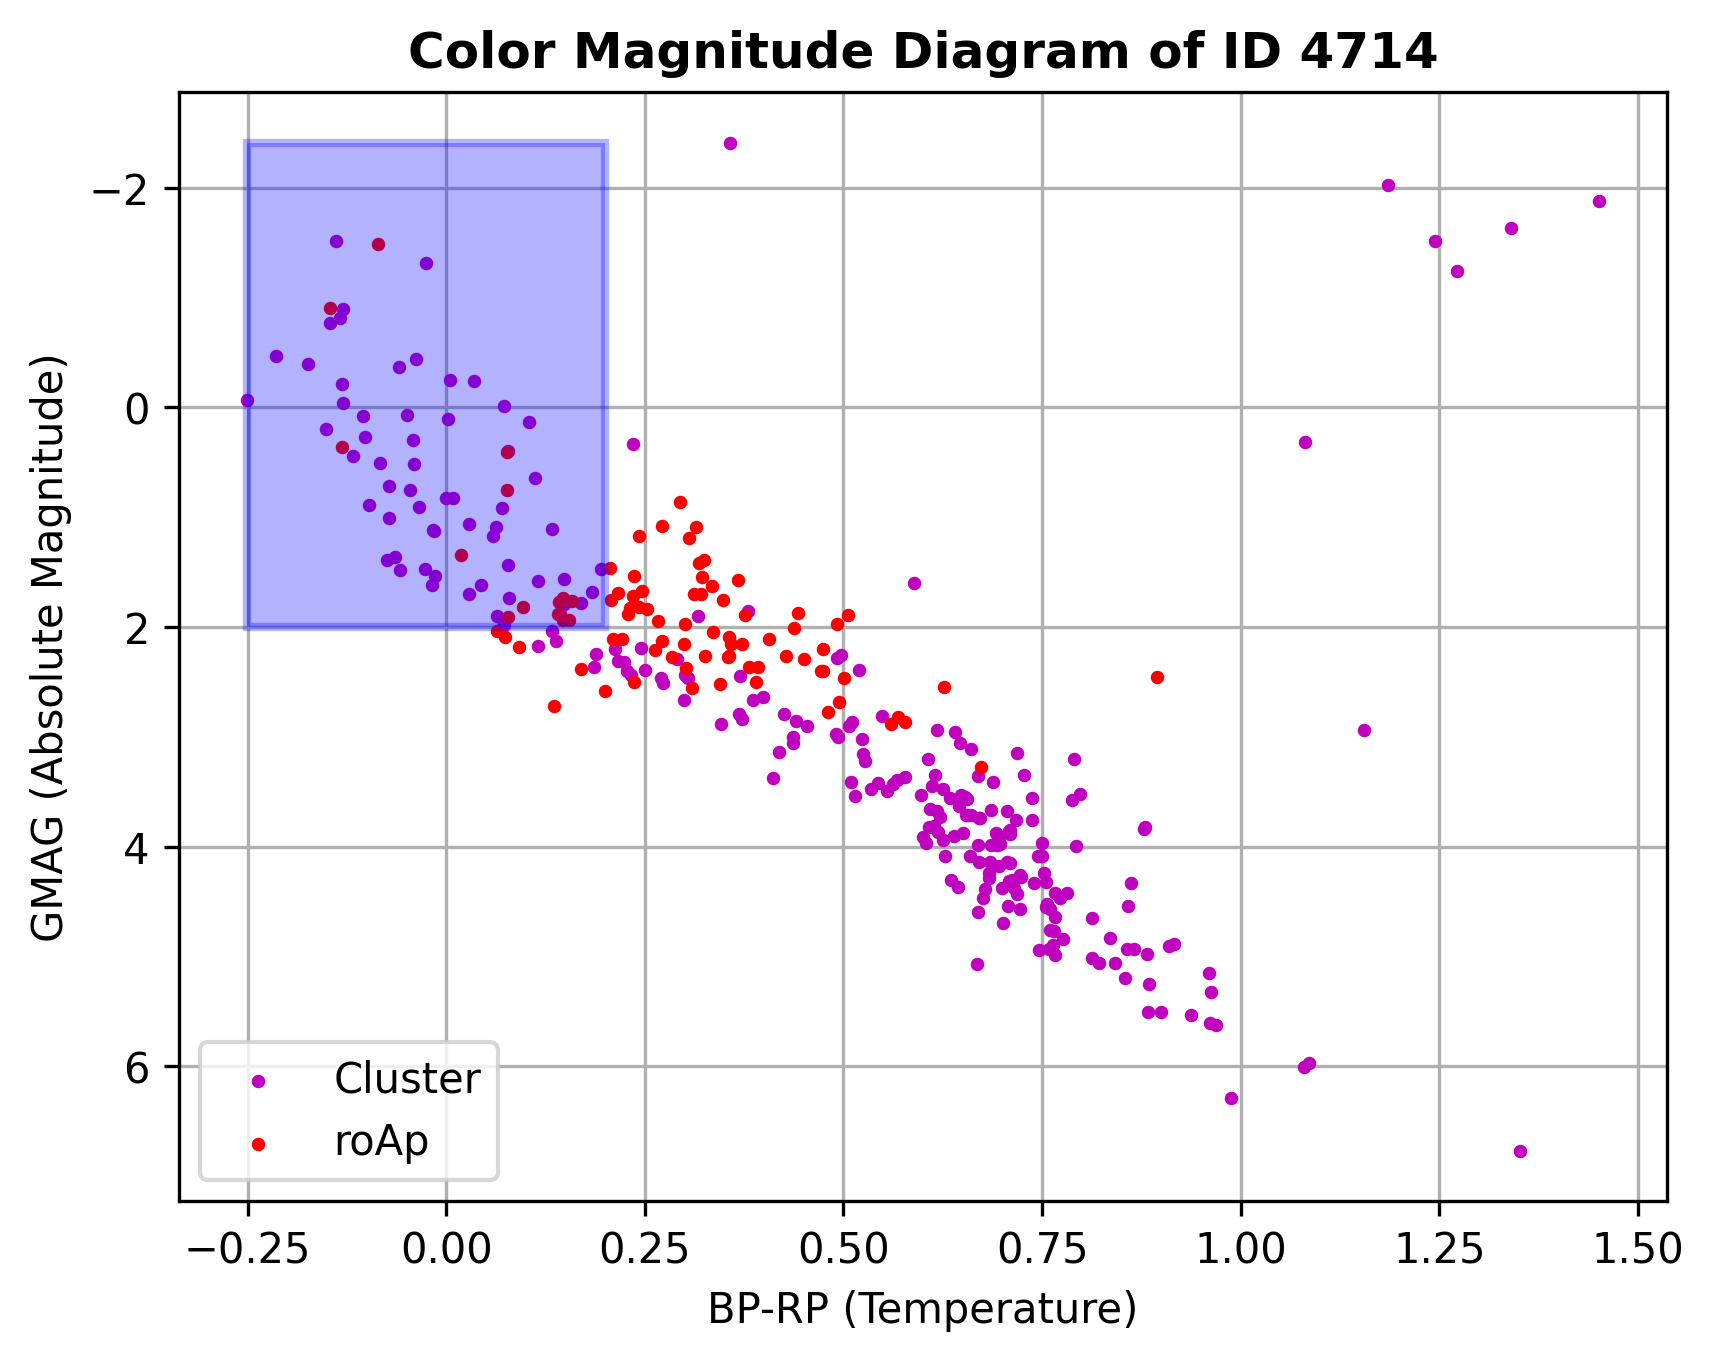 Color Magnitude Diagram of ID 4714
GMAG (Absolute Magnitude)
−2
0
2
4
6
Cluster
roAp
−0.25 0.00 0.25 0.50 0.75 1.00 1.25 1.50
BP-RP (Temperature)